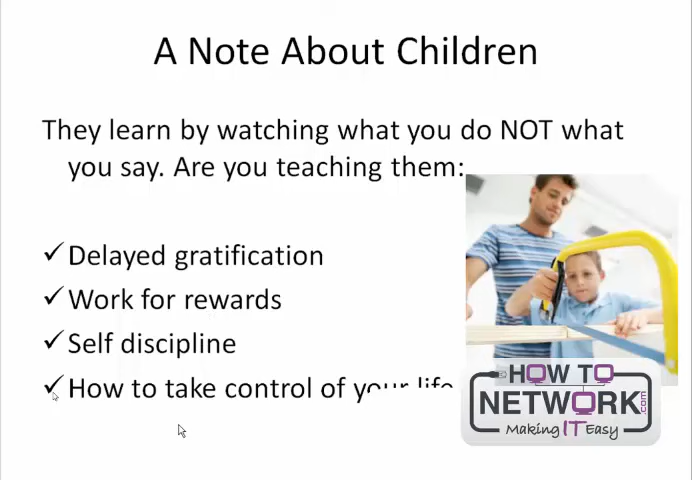 A Note About Children
They learn by watching what you do NOT what
you say. Are you teaching them:
✓ Delayed gratification
✓ Work for rewards
✓ Self discipline
✓ How to take control of your life
HOW TO
NETWORK.com
Making IT Easy